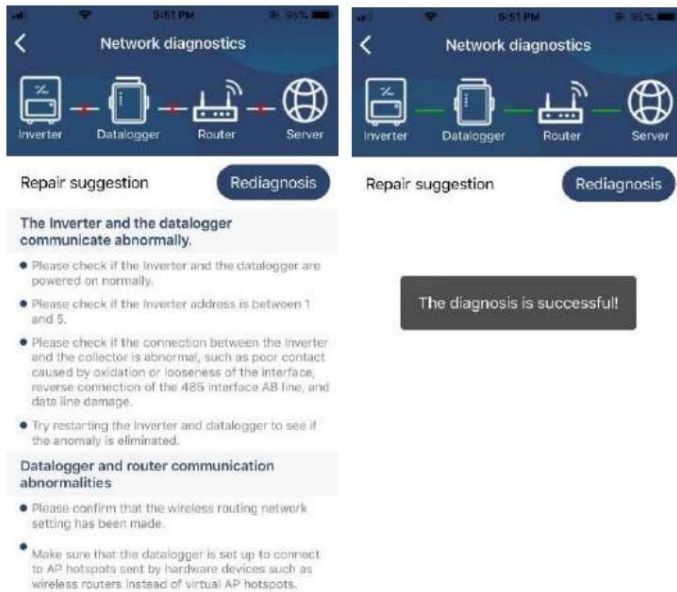 5:51 PM
95%
Network diagnostics
Inverter
Datalogger
Router
Server
Repair suggestion
Rediagnosis
The Inverter and the datalogger
communicate abnormally.
Please check if the Inverter and the datalogger are
powered on normally.
Please check if the Inverter address is between 1
and 5.
Please check if the connection between the Inverter
and the collector is abnormal, such as poor contact
caused by oxidation or looseness of the interface,
reverse connection of the 485 interface AB line, and
data line damage.
Try restarting the Inverter and datalogger to see if
the anomaly is eliminated.
Datalogger and router communication
abnormalities
Please confirm that the wireless routing network
setting has been made.
Make sure that the datalogger is set up to connect
to AP hotspots sent by hardware devices such as
wireless routers instead of virtual AP hotspots.
5:51 PM
95%
Network diagnostics
Inverter
Datalogger
Router
Server
Repair suggestion
Rediagnosis
The diagnosis is successful!